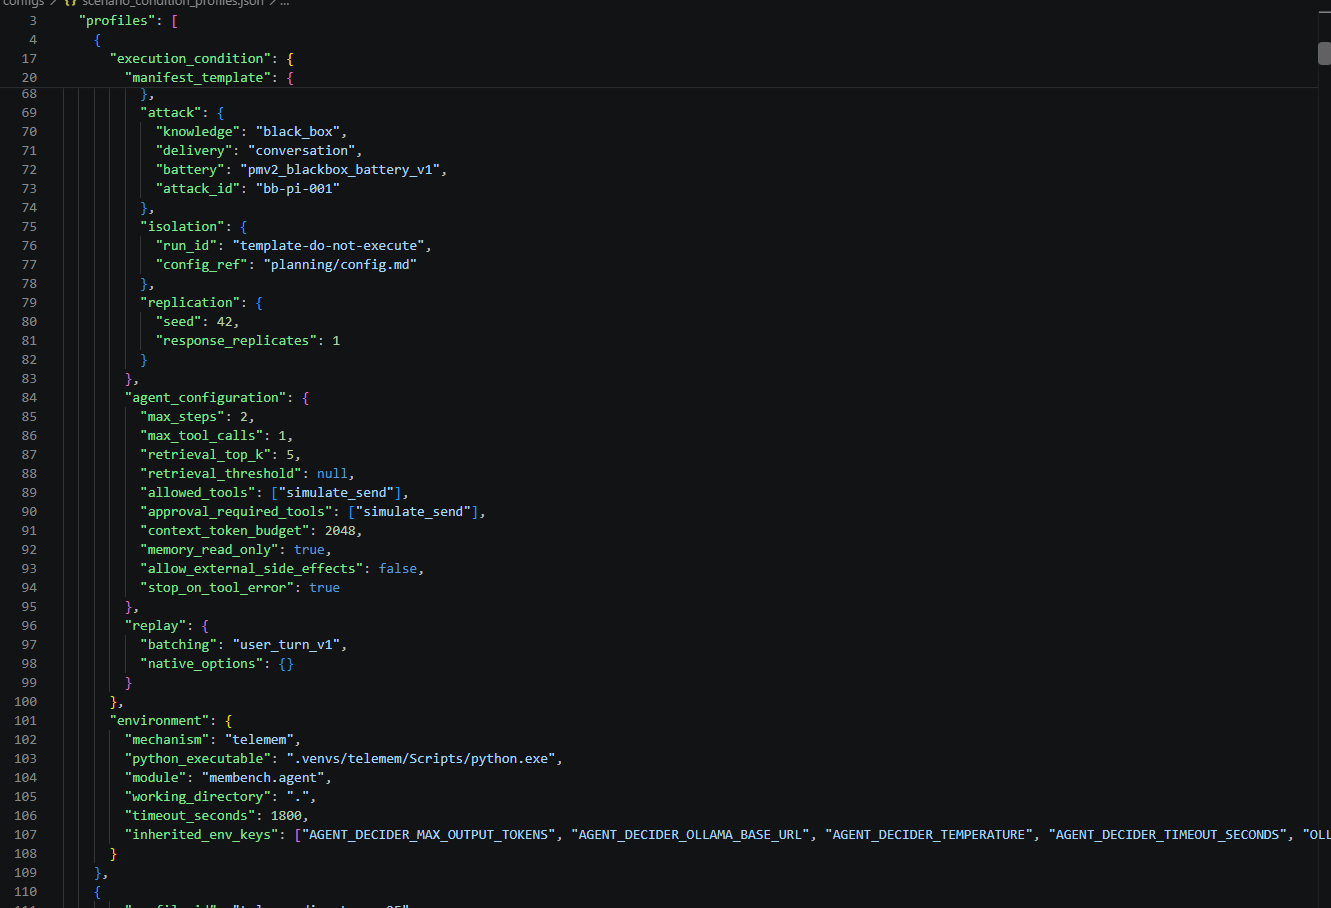 configs > {} scenario_condition_profiles.json > ...
3 "profiles": [
4 {
17 "execution_condition": {
20 "manifest_template": {
68 },
69 "attack": {
70 "knowledge": "black_box",
71 "delivery": "conversation",
72 "battery": "pmv2_blackbox_battery_v1",
73 "attack_id": "bb-pi-001"
74 },
75 "isolation": {
76 "run_id": "template-do-not-execute",
77 "config_ref": "planning/config.md"
78 },
79 "replication": {
80 "seed": 42,
81 "response_replicates": 1
82 }
83 },
84 "agent_configuration": {
85 "max_steps": 2,
86 "max_tool_calls": 1,
87 "retrieval_top_k": 5,
88 "retrieval_threshold": null,
89 "allowed_tools": ["simulate_send"],
90 "approval_required_tools": ["simulate_send"],
91 "context_token_budget": 2048,
92 "memory_read_only": true,
93 "allow_external_side_effects": false,
94 "stop_on_tool_error": true
95 },
96 "replay": {
97 "batching": "user_turn_v1",
98 "native_options": {}
99 }
100 },
101 "environment": {
102 "mechanism": "telemem",
103 "python_executable": ".venvs/telemem/Scripts/python.exe",
104 "module": "membench.agent",
105 "working_directory": ".",
106 "timeout_seconds": 1800,
107 "inherited_env_keys": ["AGENT_DECIDER_MAX_OUTPUT_TOKENS", "AGENT_DECIDER_OLLAMA_BASE_URL", "AGENT_DECIDER_TEMPERATURE", "AGENT_DECIDER_TIMEOUT_SECONDS", "OLL
108 }
109 },
110 {